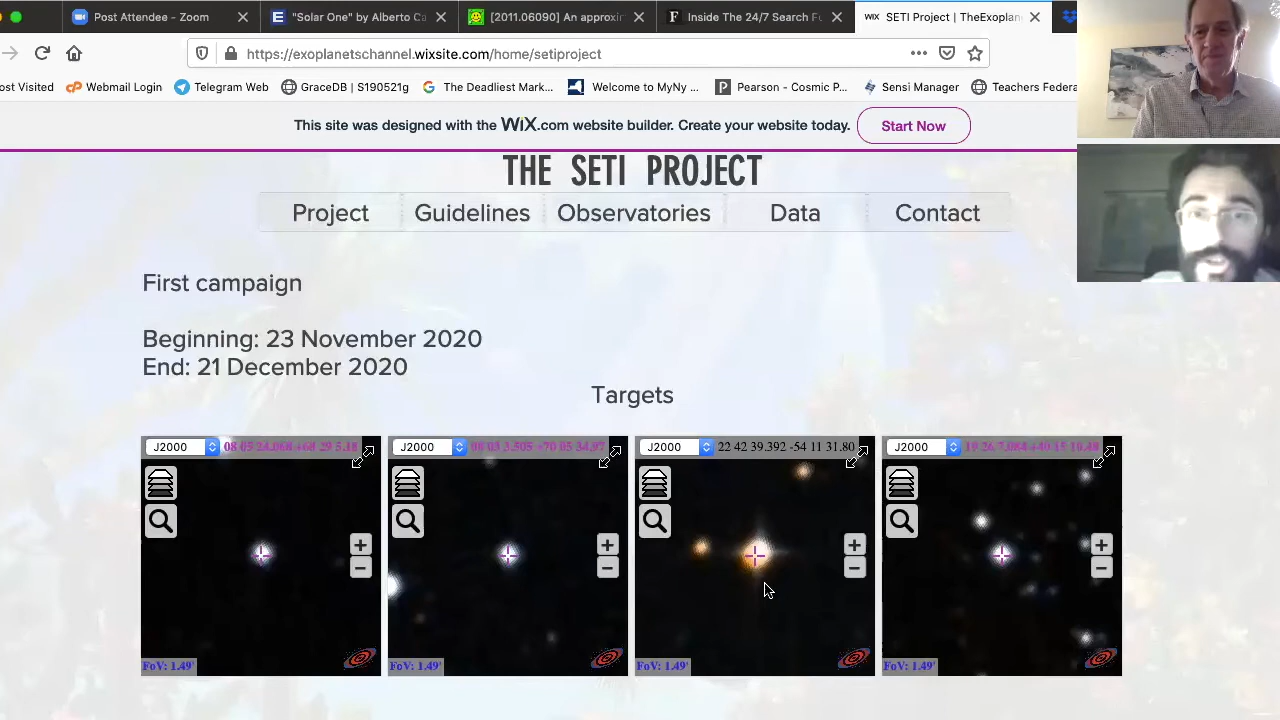 Post Attendee - Zoom
"Solar One" by Alberto Ca
[2011.06090] An approxi
Inside The 24/7 Search Fo
WiX SETI Project | TheExoplan
https://exoplanetschannel.wixsite.com/home/setiproject
ost Visited
Webmail Login
Telegram Web
GraceDB | S190521g
The Deadliest Mark...
Welcome to MyNy ...
Pearson - Cosmic P...
Sensi Manager
Teachers Federa
This site was designed with the WiX.com website builder. Create your website today.
Start Now
THE SETI PROJECT
Project
Guidelines
Observatories
Data
Contact
First campaign
Beginning: 23 November 2020
End: 21 December 2020
Targets
J2000
J2000
J2000 22 42 39.392 -54 11 31.80
J2000
FoV: 1.49'
FoV: 1.49'
FoV: 1.49'
FoV: 1.49'